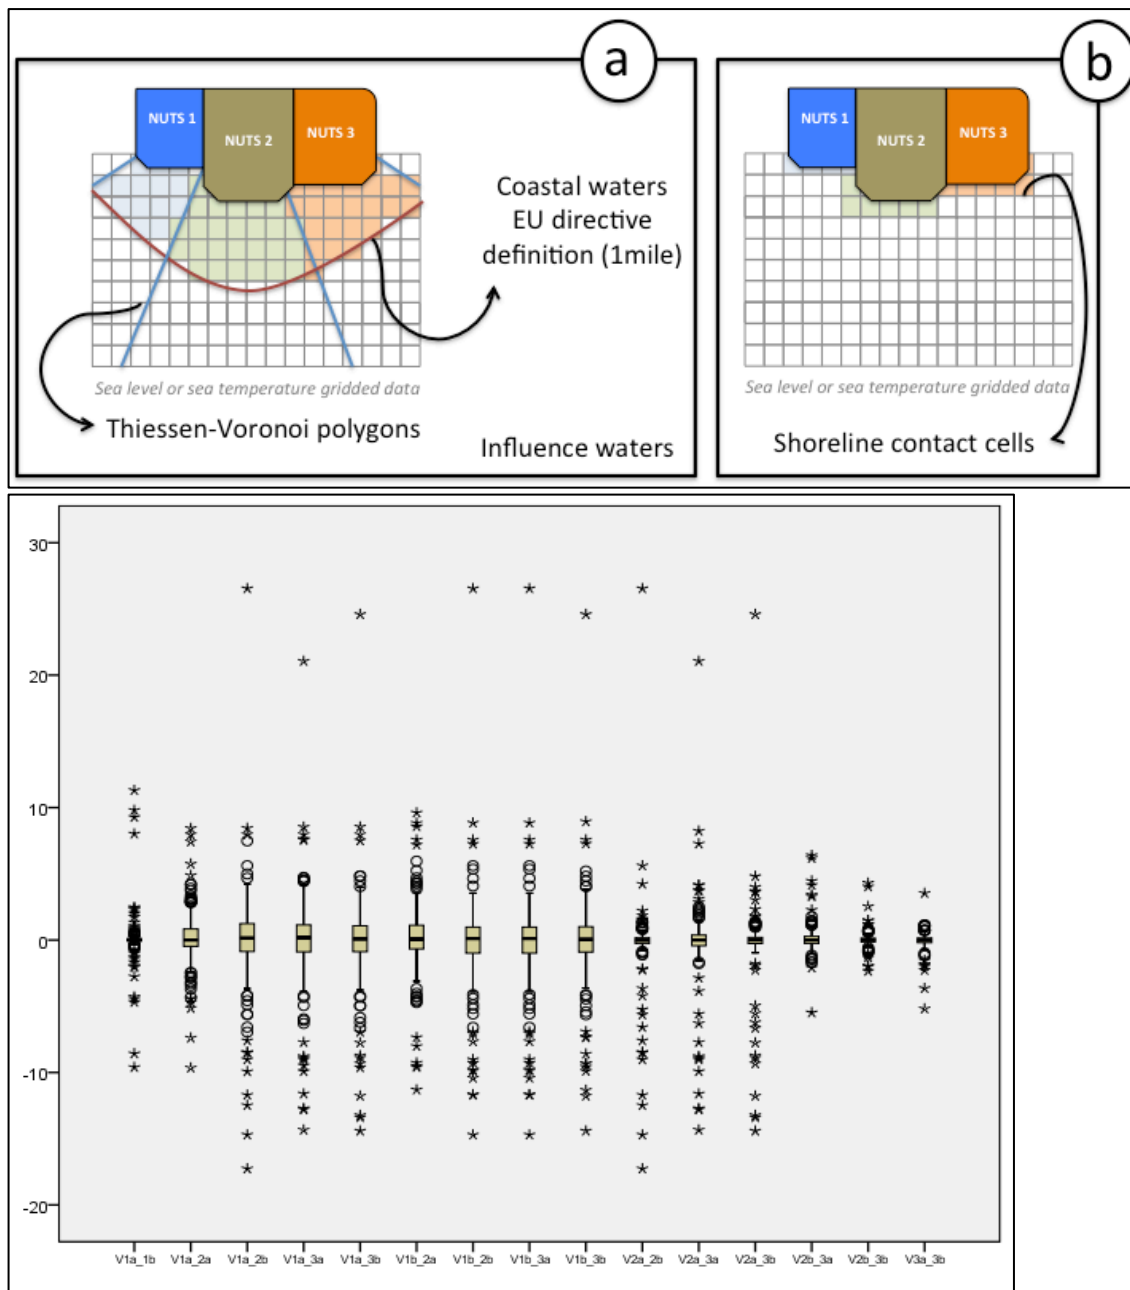 a
b
NUTS 1
NUTS 2
NUTS 3
Coastal waters
EU directive
definition (1mile)
Sea level or sea temperature gridded data
Thiessen-Voronoi polygons
Influence waters
NUTS 1
NUTS 2
NUTS 3
Sea level or sea temperature gridded data
Shoreline contact cells
30
20
10
0
-10
-20
V1a_1b V1a_2a V1a_2b V1a_3a V1a_3b V1b_2a V1b_2b V1b_3a V1b_3b V2a_2b V2a_3a V2a_3b V2b_3a V2b_3b V3a_3b